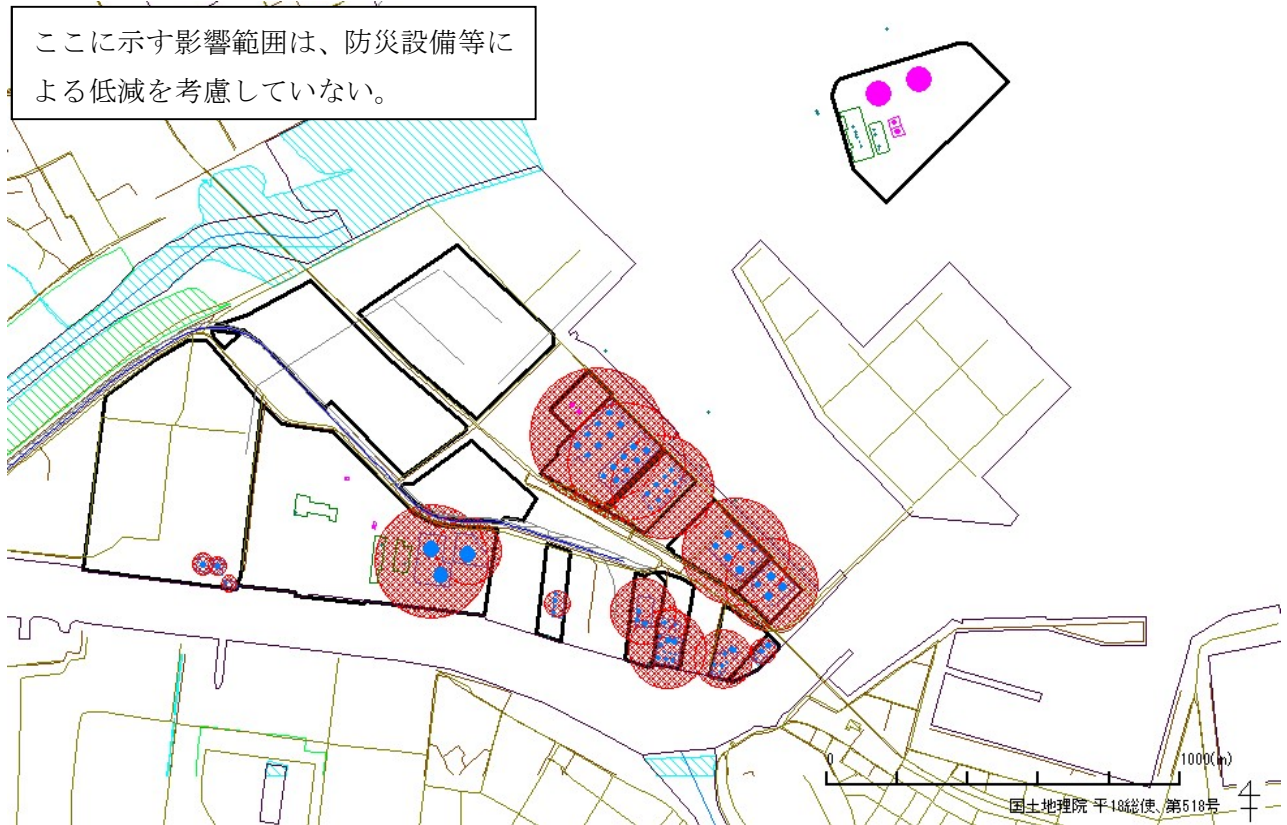 ここに示す影響範囲は、防災設備等に
よる低減を考慮していない。
0 1000(m)
国土地理院 平18総使、第518号